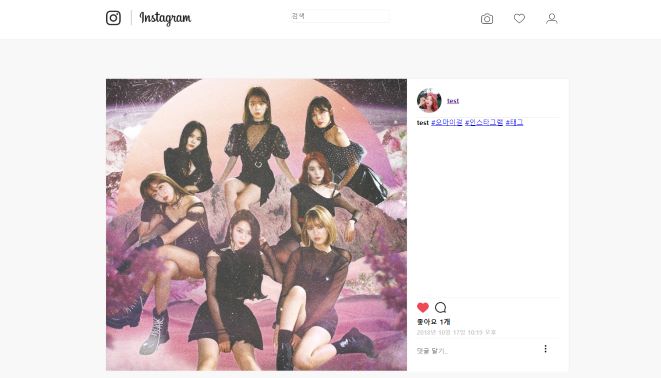 Instagram
검색
test
test #오마이걸 #인스타그램 #태그
좋아요 1개
2018년 10월 17일 10:19 오후
댓글 달기...